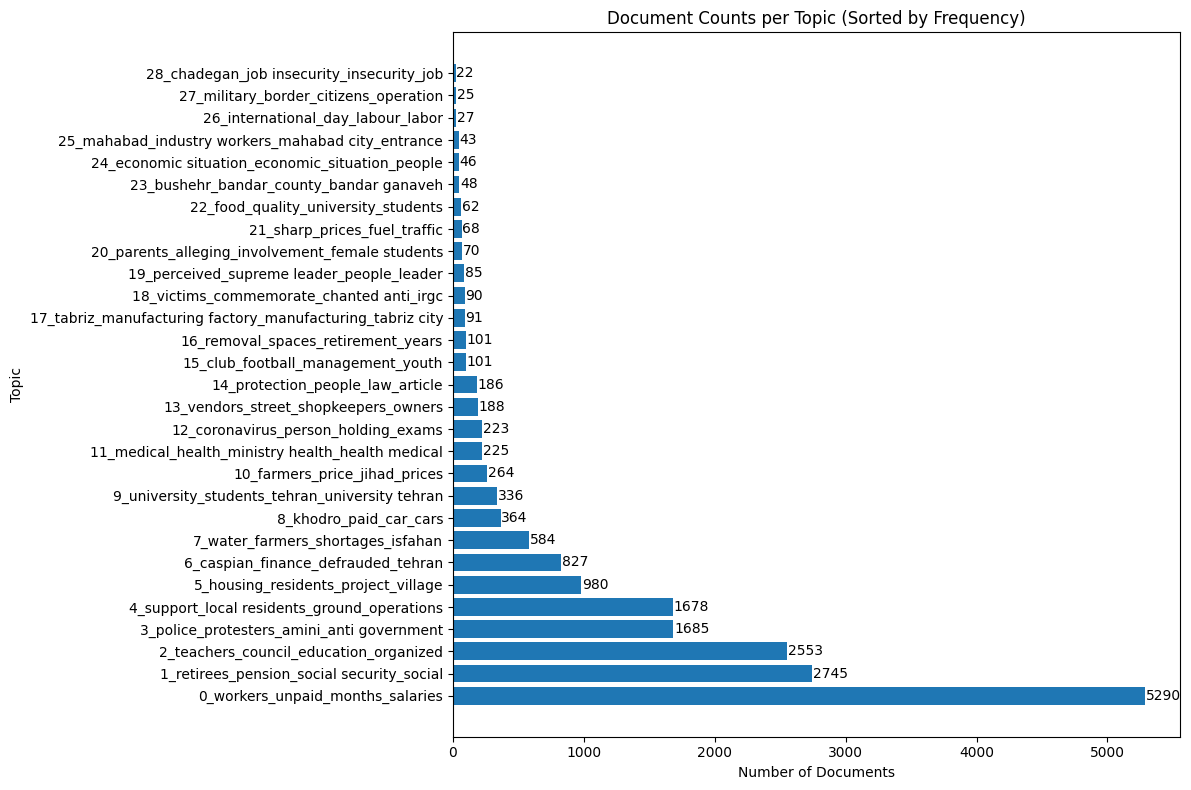 Document Counts per Topic (Sorted by Frequency)
28_chadegan_job insecurity_insecurity_job 22
27_military_border_citizens_operation 25
26_international_day_labour_labor 27
25_mahabad_industry workers_mahabad city_entrance 43
24_economic situation_economic_situation_people 46
23_bushehr_bandar_county_bandar ganaveh 48
22_food_quality_university_students 62
21_sharp_prices_fuel_traffic 68
20_parents_alleging_involvement_female students 70
19_perceived_supreme leader_people_leader 85
18_victims_commemorate_chanted anti_irgc 90
17_tabriz_manufacturing factory_manufacturing_tabriz city 91
16_removal_spaces_retirement_years 101
15_club_football_management_youth 101
14_protection_people_law_article 186
13_vendors_street_shopkeepers_owners 188
12_coronavirus_person_holding_exams 223
11_medical_health_ministry health_health medical 225
10_farmers_price_jihad_prices 264
9_university_students_tehran_university tehran 336
8_khodro_paid_car_cars 364
7_water_farmers_shortages_isfahan 584
6_caspian_finance_defrauded_tehran 827
5_housing_residents_project_village 980
4_support_local residents_ground_operations 1678
3_police_protesters_amini_anti government 1685
2_teachers_council_education_organized 2553
1_retirees_pension_social security_social 2745
0_workers_unpaid_months_salaries 5290
Topic
0 1000 2000 3000 4000 5000
Number of Documents